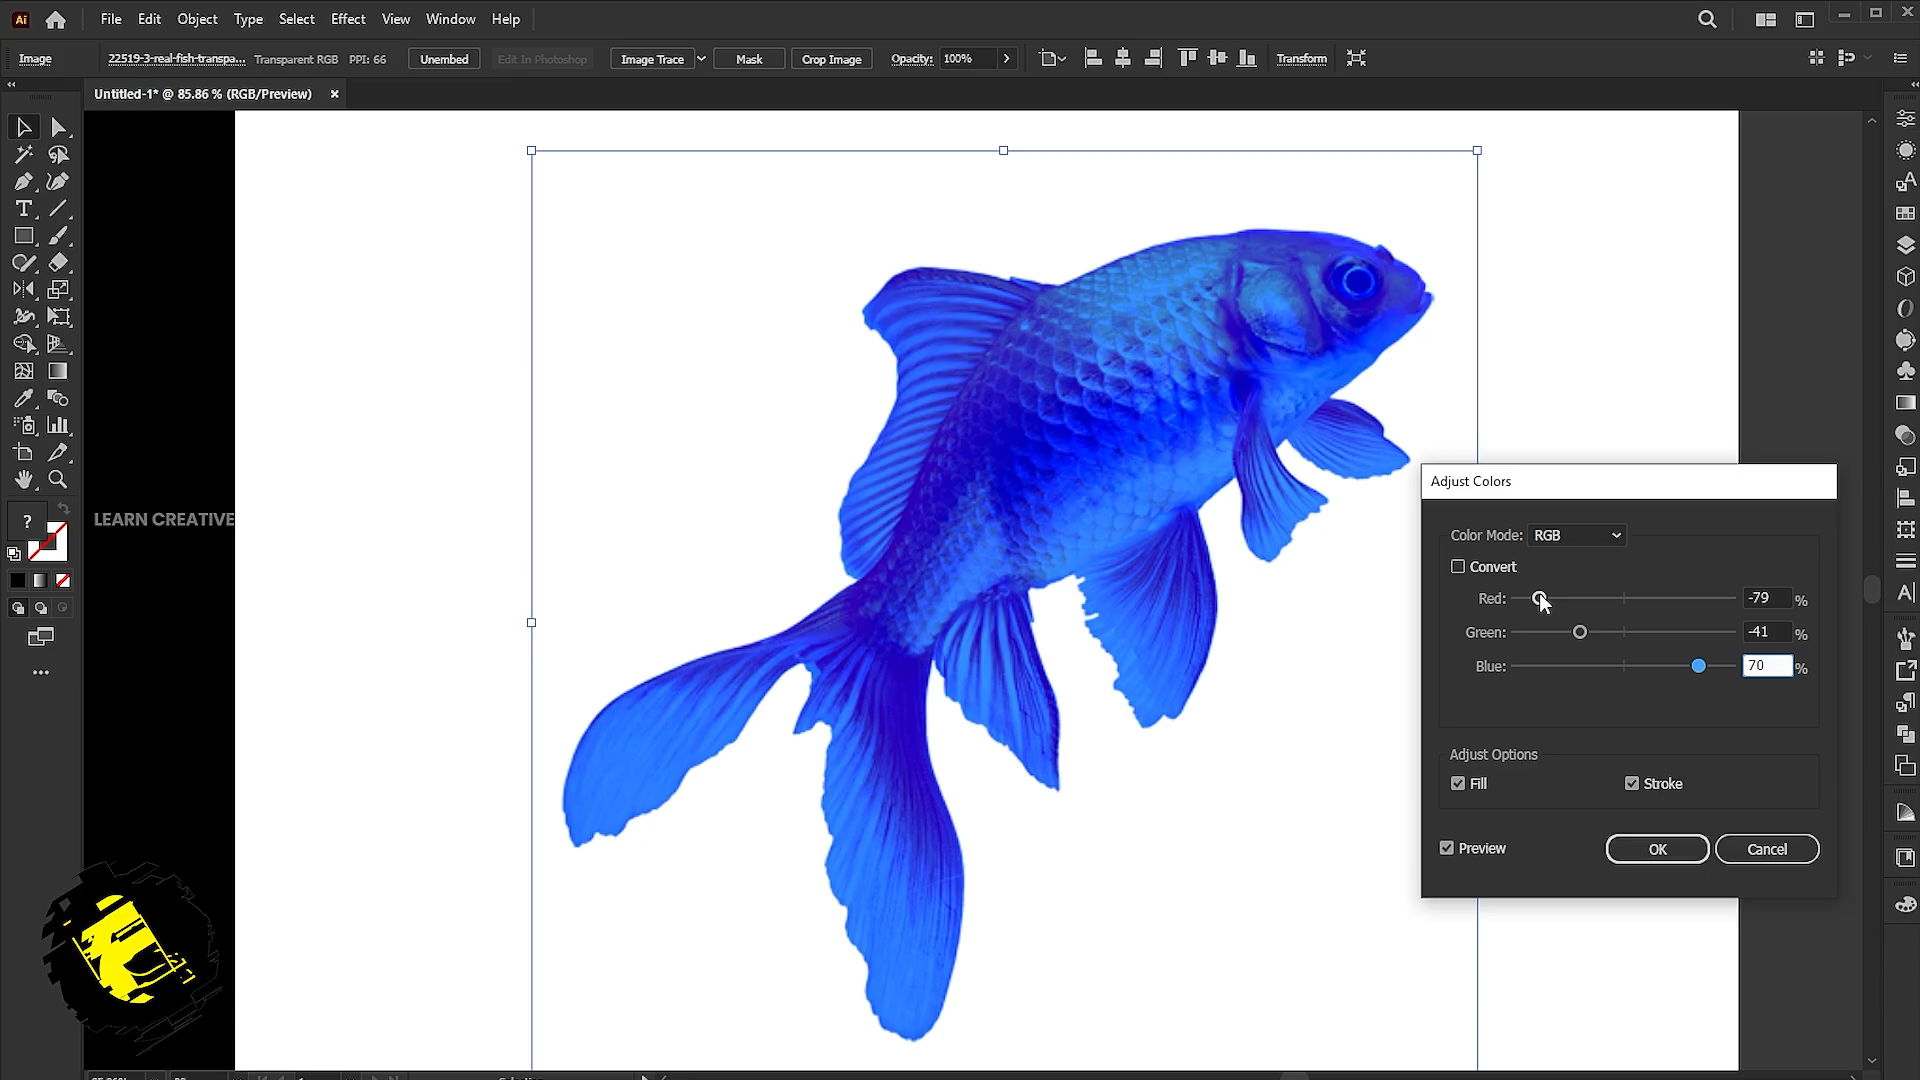 Ai File Edit Object Type Select Effect View Window Help
Image 22519-3-real-fish-transpa... Transparent RGB PPI: 66 Unembed Edit In Photoshop Image Trace Mask Crop Image Opacity: 100% Transform
Untitled-1* @ 85.86 % (RGB/Preview) ×
LEARN CREATIVE
?
Adjust Colors
Color Mode: RGB
Convert
Red: -79 %
Green: -41 %
Blue: 70 %
Adjust Options
Fill Stroke
Preview OK Cancel